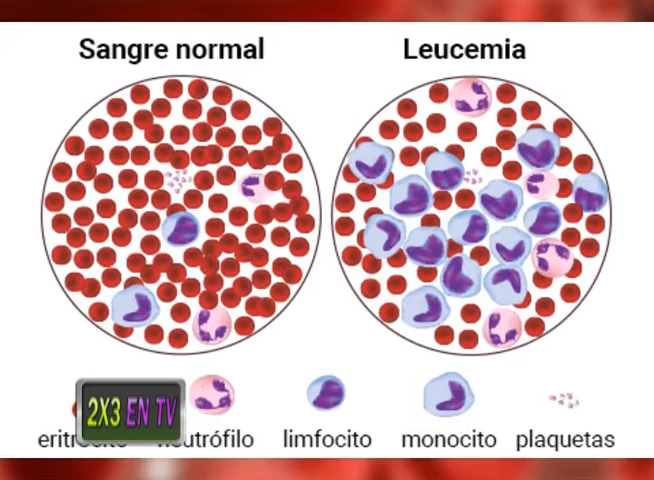 Sangre normal
Leucemia
2X3 EN TV
limfocito
monocito
plaquetas